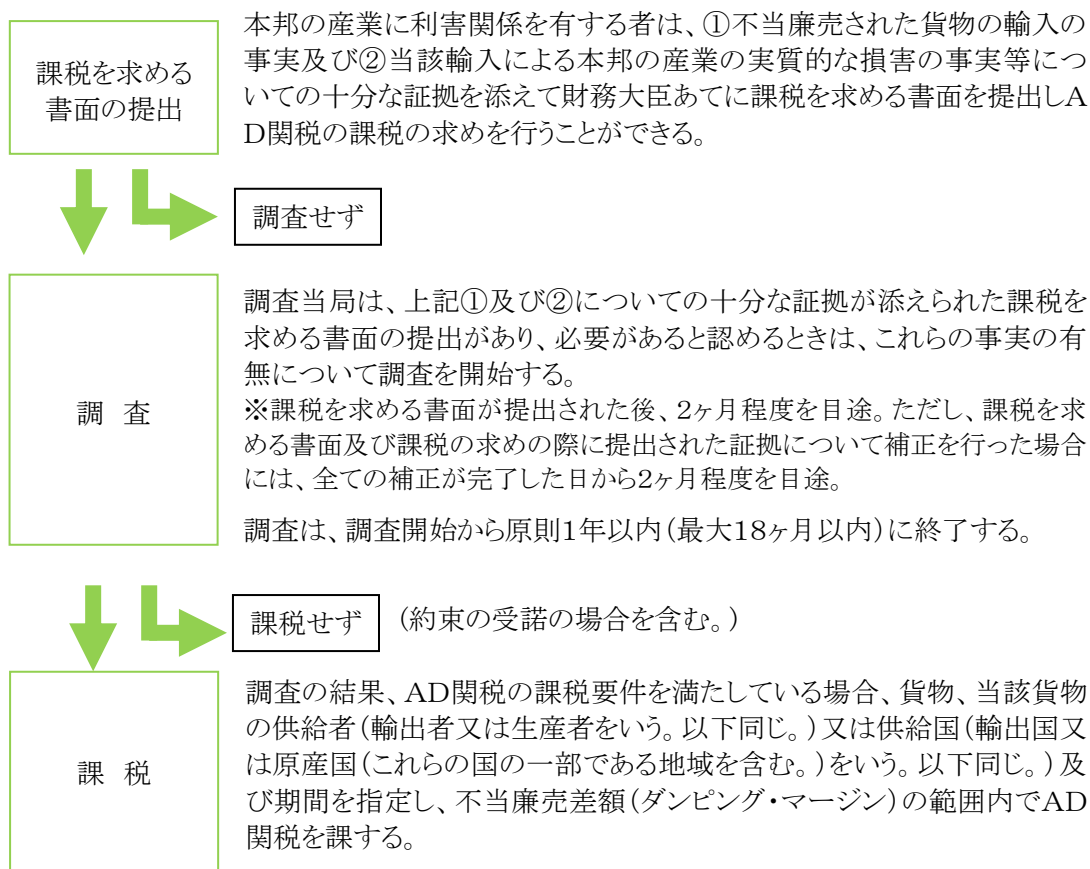 課税を求める
書面の提出
本邦の産業に利害関係を有する者は、①不当廉売された貨物の輸入の
事実及び②当該輸入による本邦の産業の実質的な損害の事実等につ
いての十分な証拠を添えて財務大臣あてに課税を求める書面を提出しA
D関税の課税の求めを行うことができる。
調査せず
調 査
調査当局は、上記①及び②についての十分な証拠が添えられた課税を
求める書面の提出があり、必要があると認めるときは、これらの事実の有
無について調査を開始する。
※課税を求める書面が提出された後、2ヶ月程度を目途。ただし、課税を求
める書面及び課税の求めの際に提出された証拠について補正を行った場合
には、全ての補正が完了した日から2ヶ月程度を目途。
調査は、調査開始から原則1年以内(最大18ヶ月以内)に終了する。
課税せず
(約束の受諾の場合を含む。)
課 税
調査の結果、AD関税の課税要件を満たしている場合、貨物、当該貨物
の供給者(輸出者又は生産者をいう。以下同じ。)又は供給国(輸出国又
は原産国(これらの国の一部である地域を含む。)をいう。以下同じ。)及
び期間を指定し、不当廉売差額(ダンピング・マージン)の範囲内でAD
関税を課する。